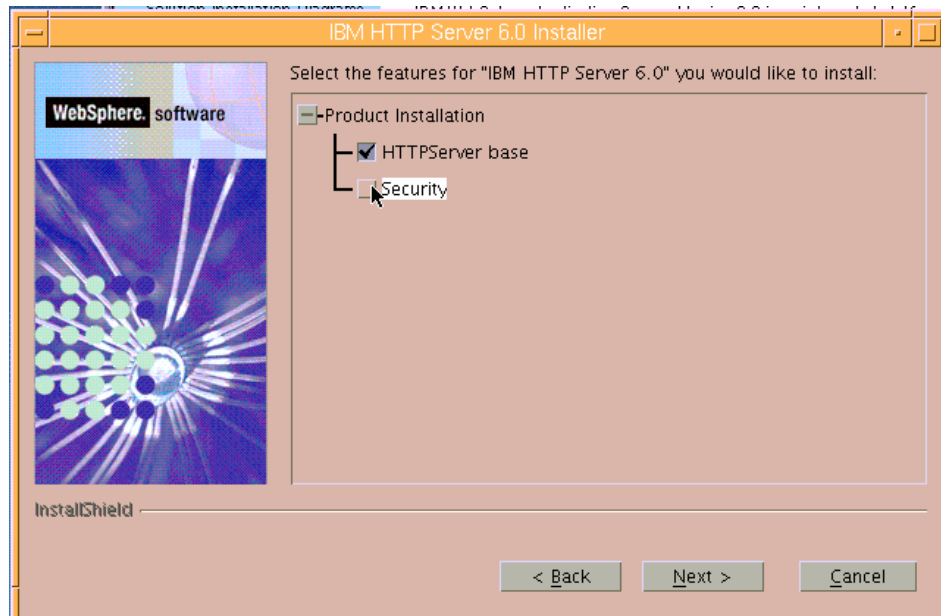 IBM HTTP Server 6.0 Installer
WebSphere. software
Select the features for "IBM HTTP Server 6.0" you would like to install:
Product Installation
HTTPServer base
Security
InstallShield
< Back
Next >
Cancel